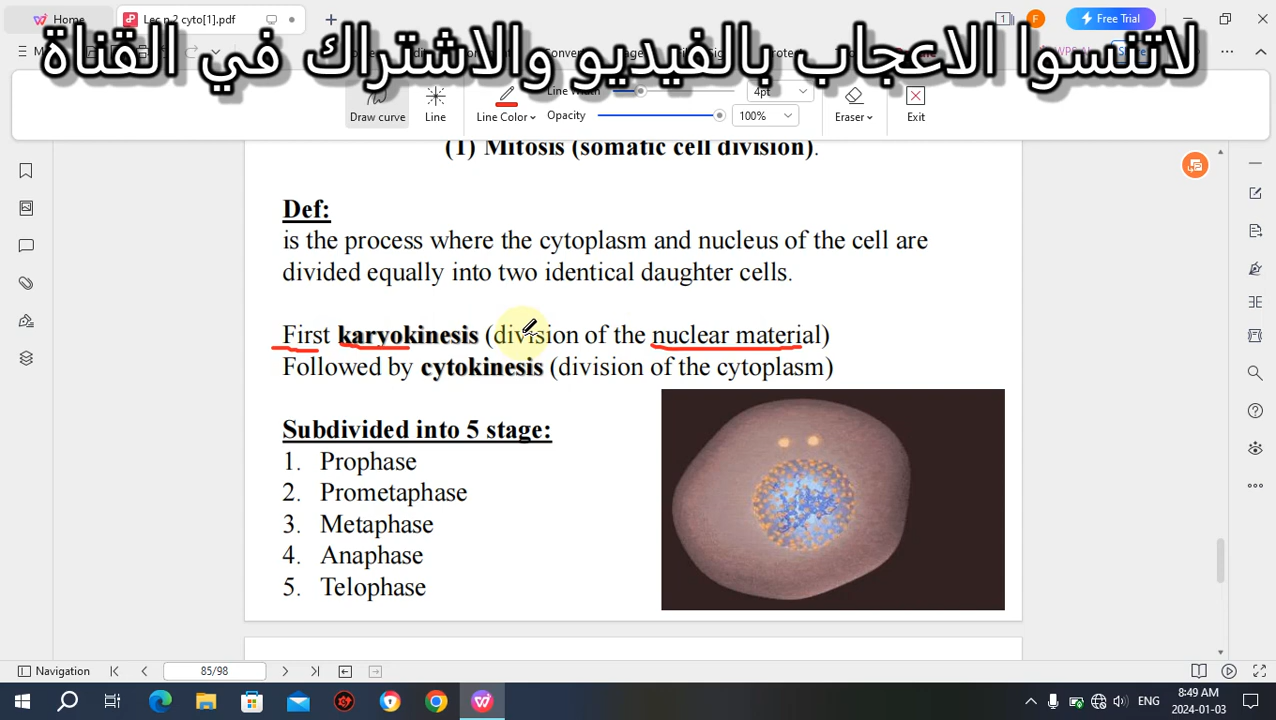 Home
Lec n 2 cyto[1].pdf
Free Trial
لاتنسوا الاعجاب بالفيديو والاشتراك في القناة
4pt
Draw curve
Line
Line Color
Opacity
100%
Eraser
Exit
(1) Mitosis (somatic cell division).
Def:
is the process where the cytoplasm and nucleus of the cell are
divided equally into two identical daughter cells.
First karyokinesis (division of the nuclear material)
Followed by cytokinesis (division of the cytoplasm)
Subdivided into 5 stage:
1. Prophase
2. Prometaphase
3. Metaphase
4. Anaphase
5. Telophase
Navigation
85/98
ENG
8:49 AM
2024-01-03